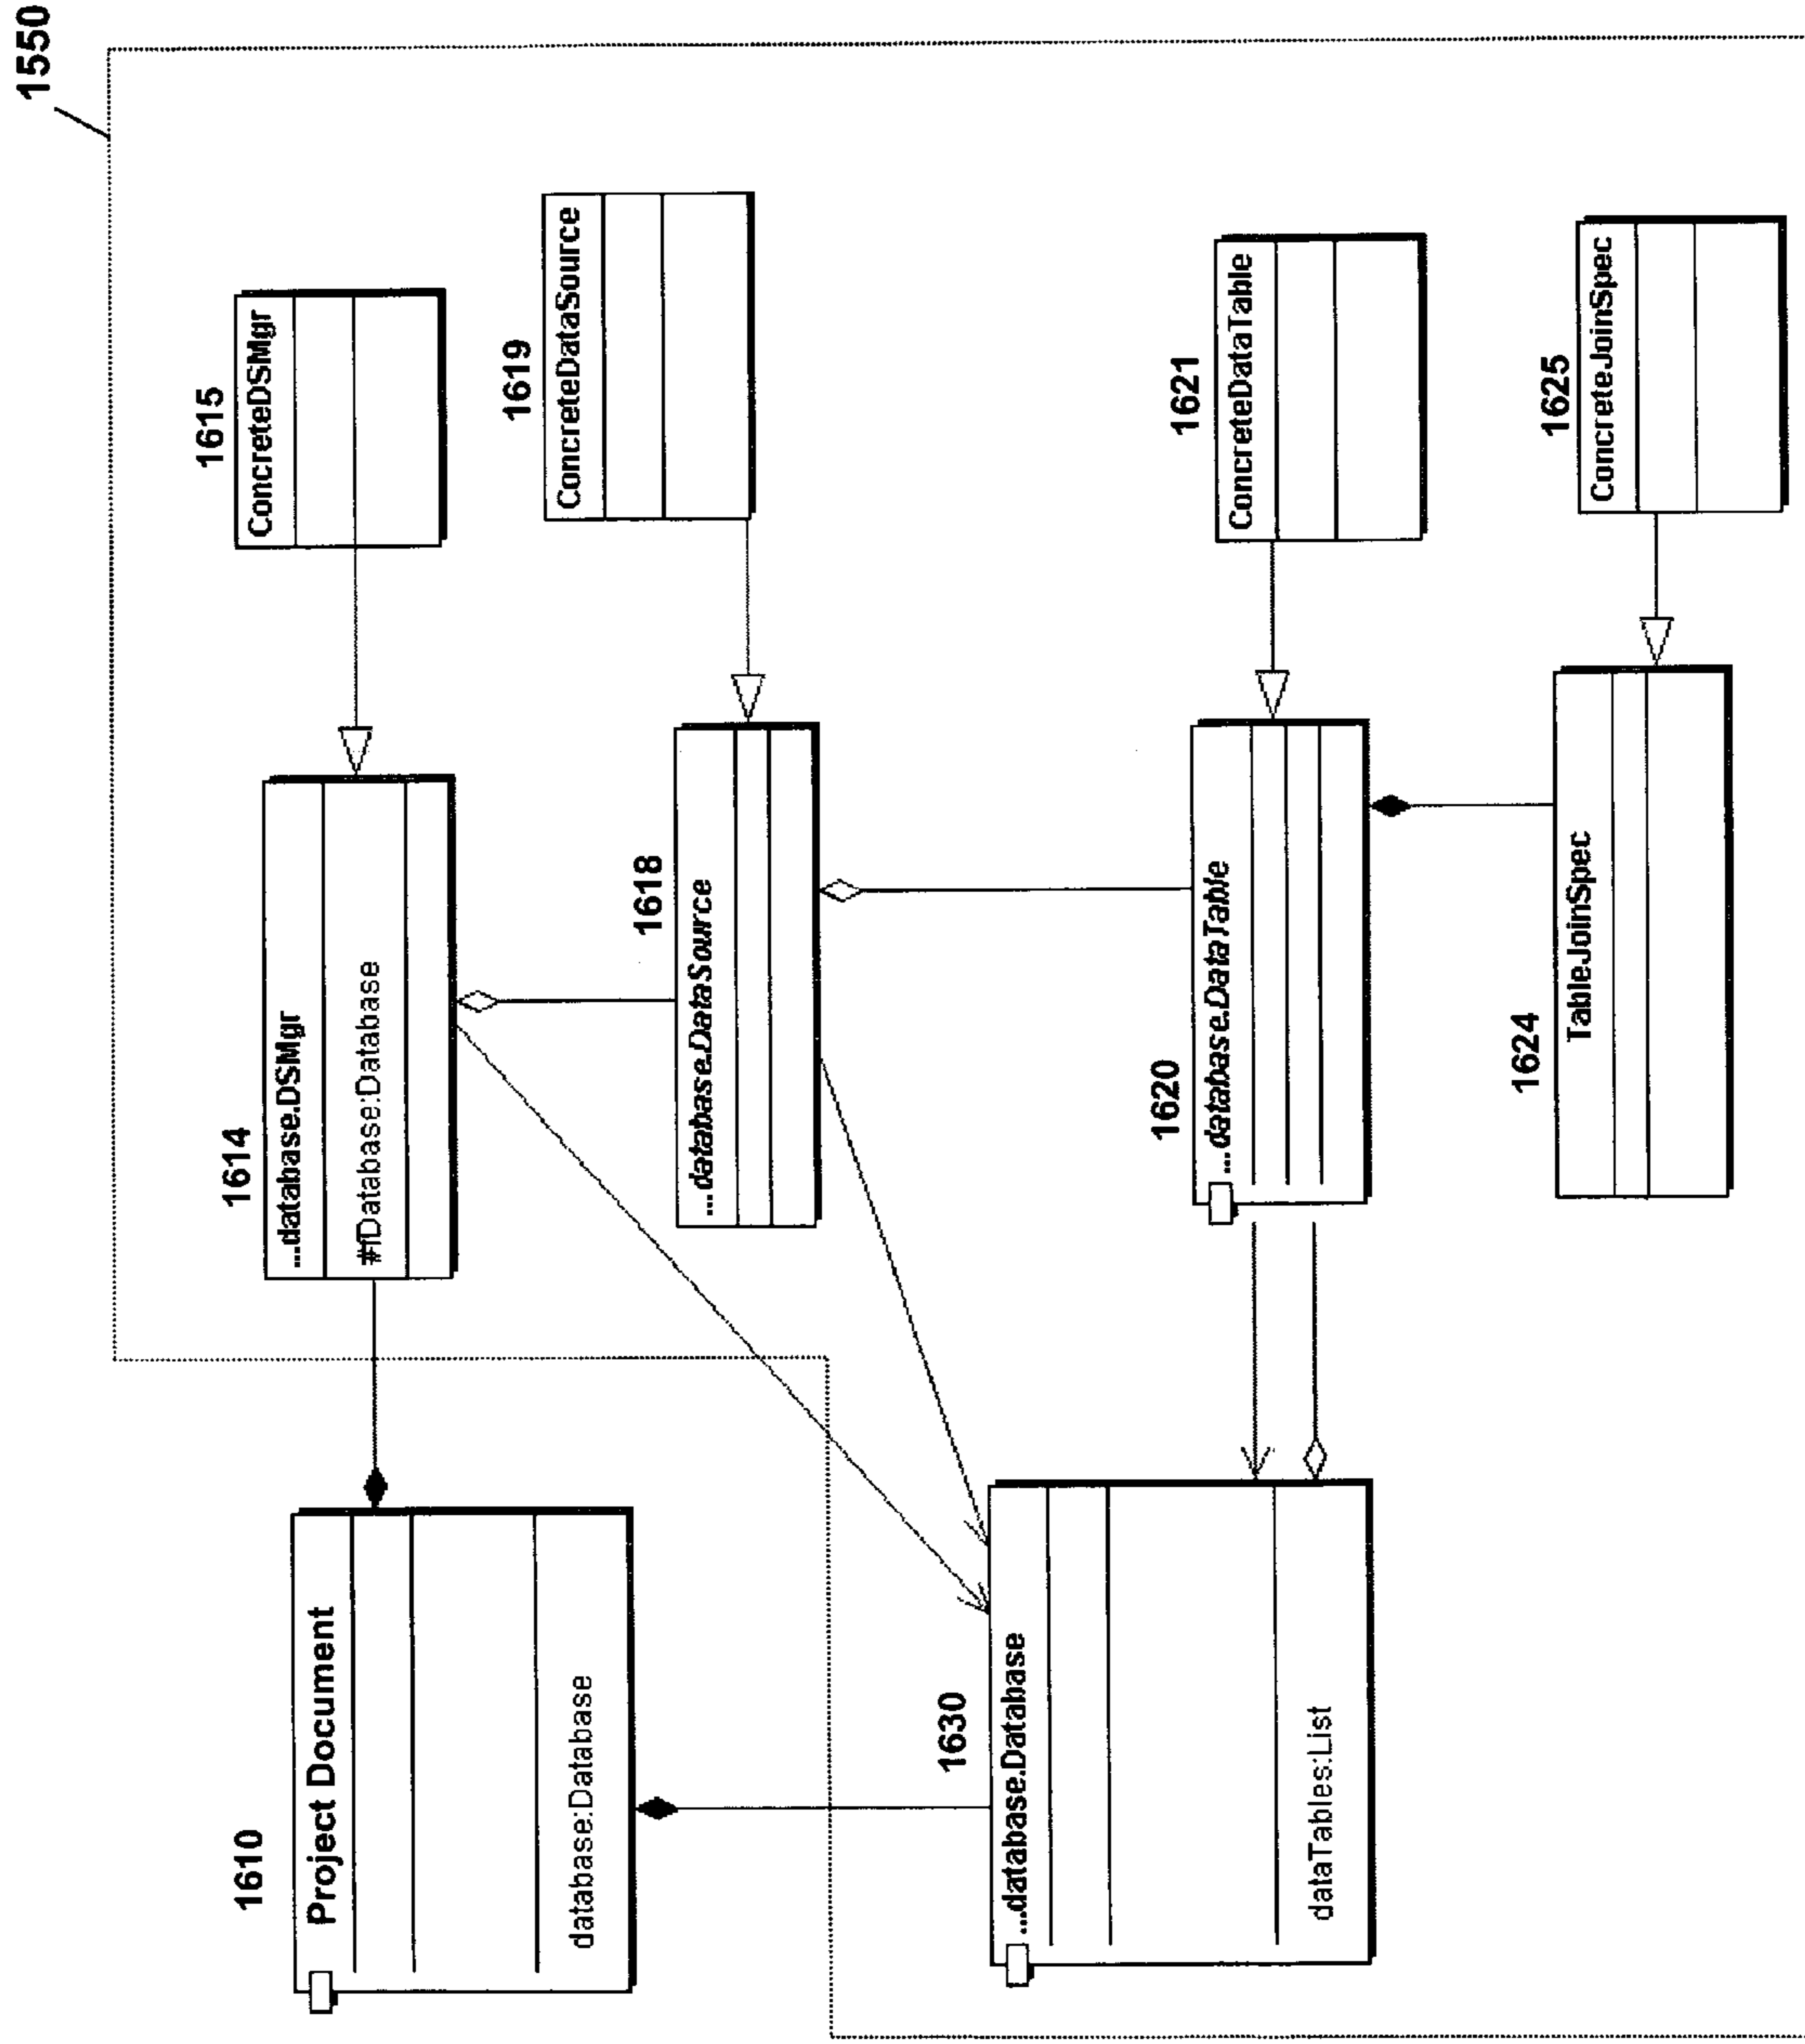 1550
1610
Project Document
database:Database
1614
...database.DSMgr
#fDatabase:Database
1615
ConcreteDSMgr
1618
...database.DataSource
1619
ConcreteDataSource
1630
...database.Database
dataTables:List
1620
...database.DataTable
1621
ConcreteDataTable
1624
TableJoinSpec
1625
ConcreteJoinSpec